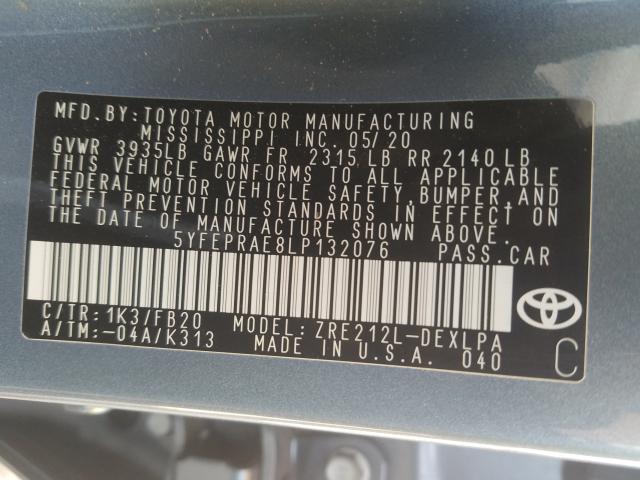 MFD. BY: TOYOTA MOTOR MANUFACTURING
MISSISSIPPI INC. 05/20
GVWR 3935LB GAWR FR 2315 LB RR 2140 LB
THIS VEHICLE CONFORMS TO ALL APPLICABLE
FEDERAL MOTOR VEHICLE SAFETY, BUMPER, AND
THEFT PREVENTION STANDARDS IN EFFECT ON
THE DATE OF MANUFACTURE SHOWN ABOVE.
5YFEPRAE8LP132076 PASS. CAR
C/TR: 1K3/FB20 MODEL: ZRE212L-DEXLPA
A/TM: -04A/K313 MADE IN U.S.A. 040
C